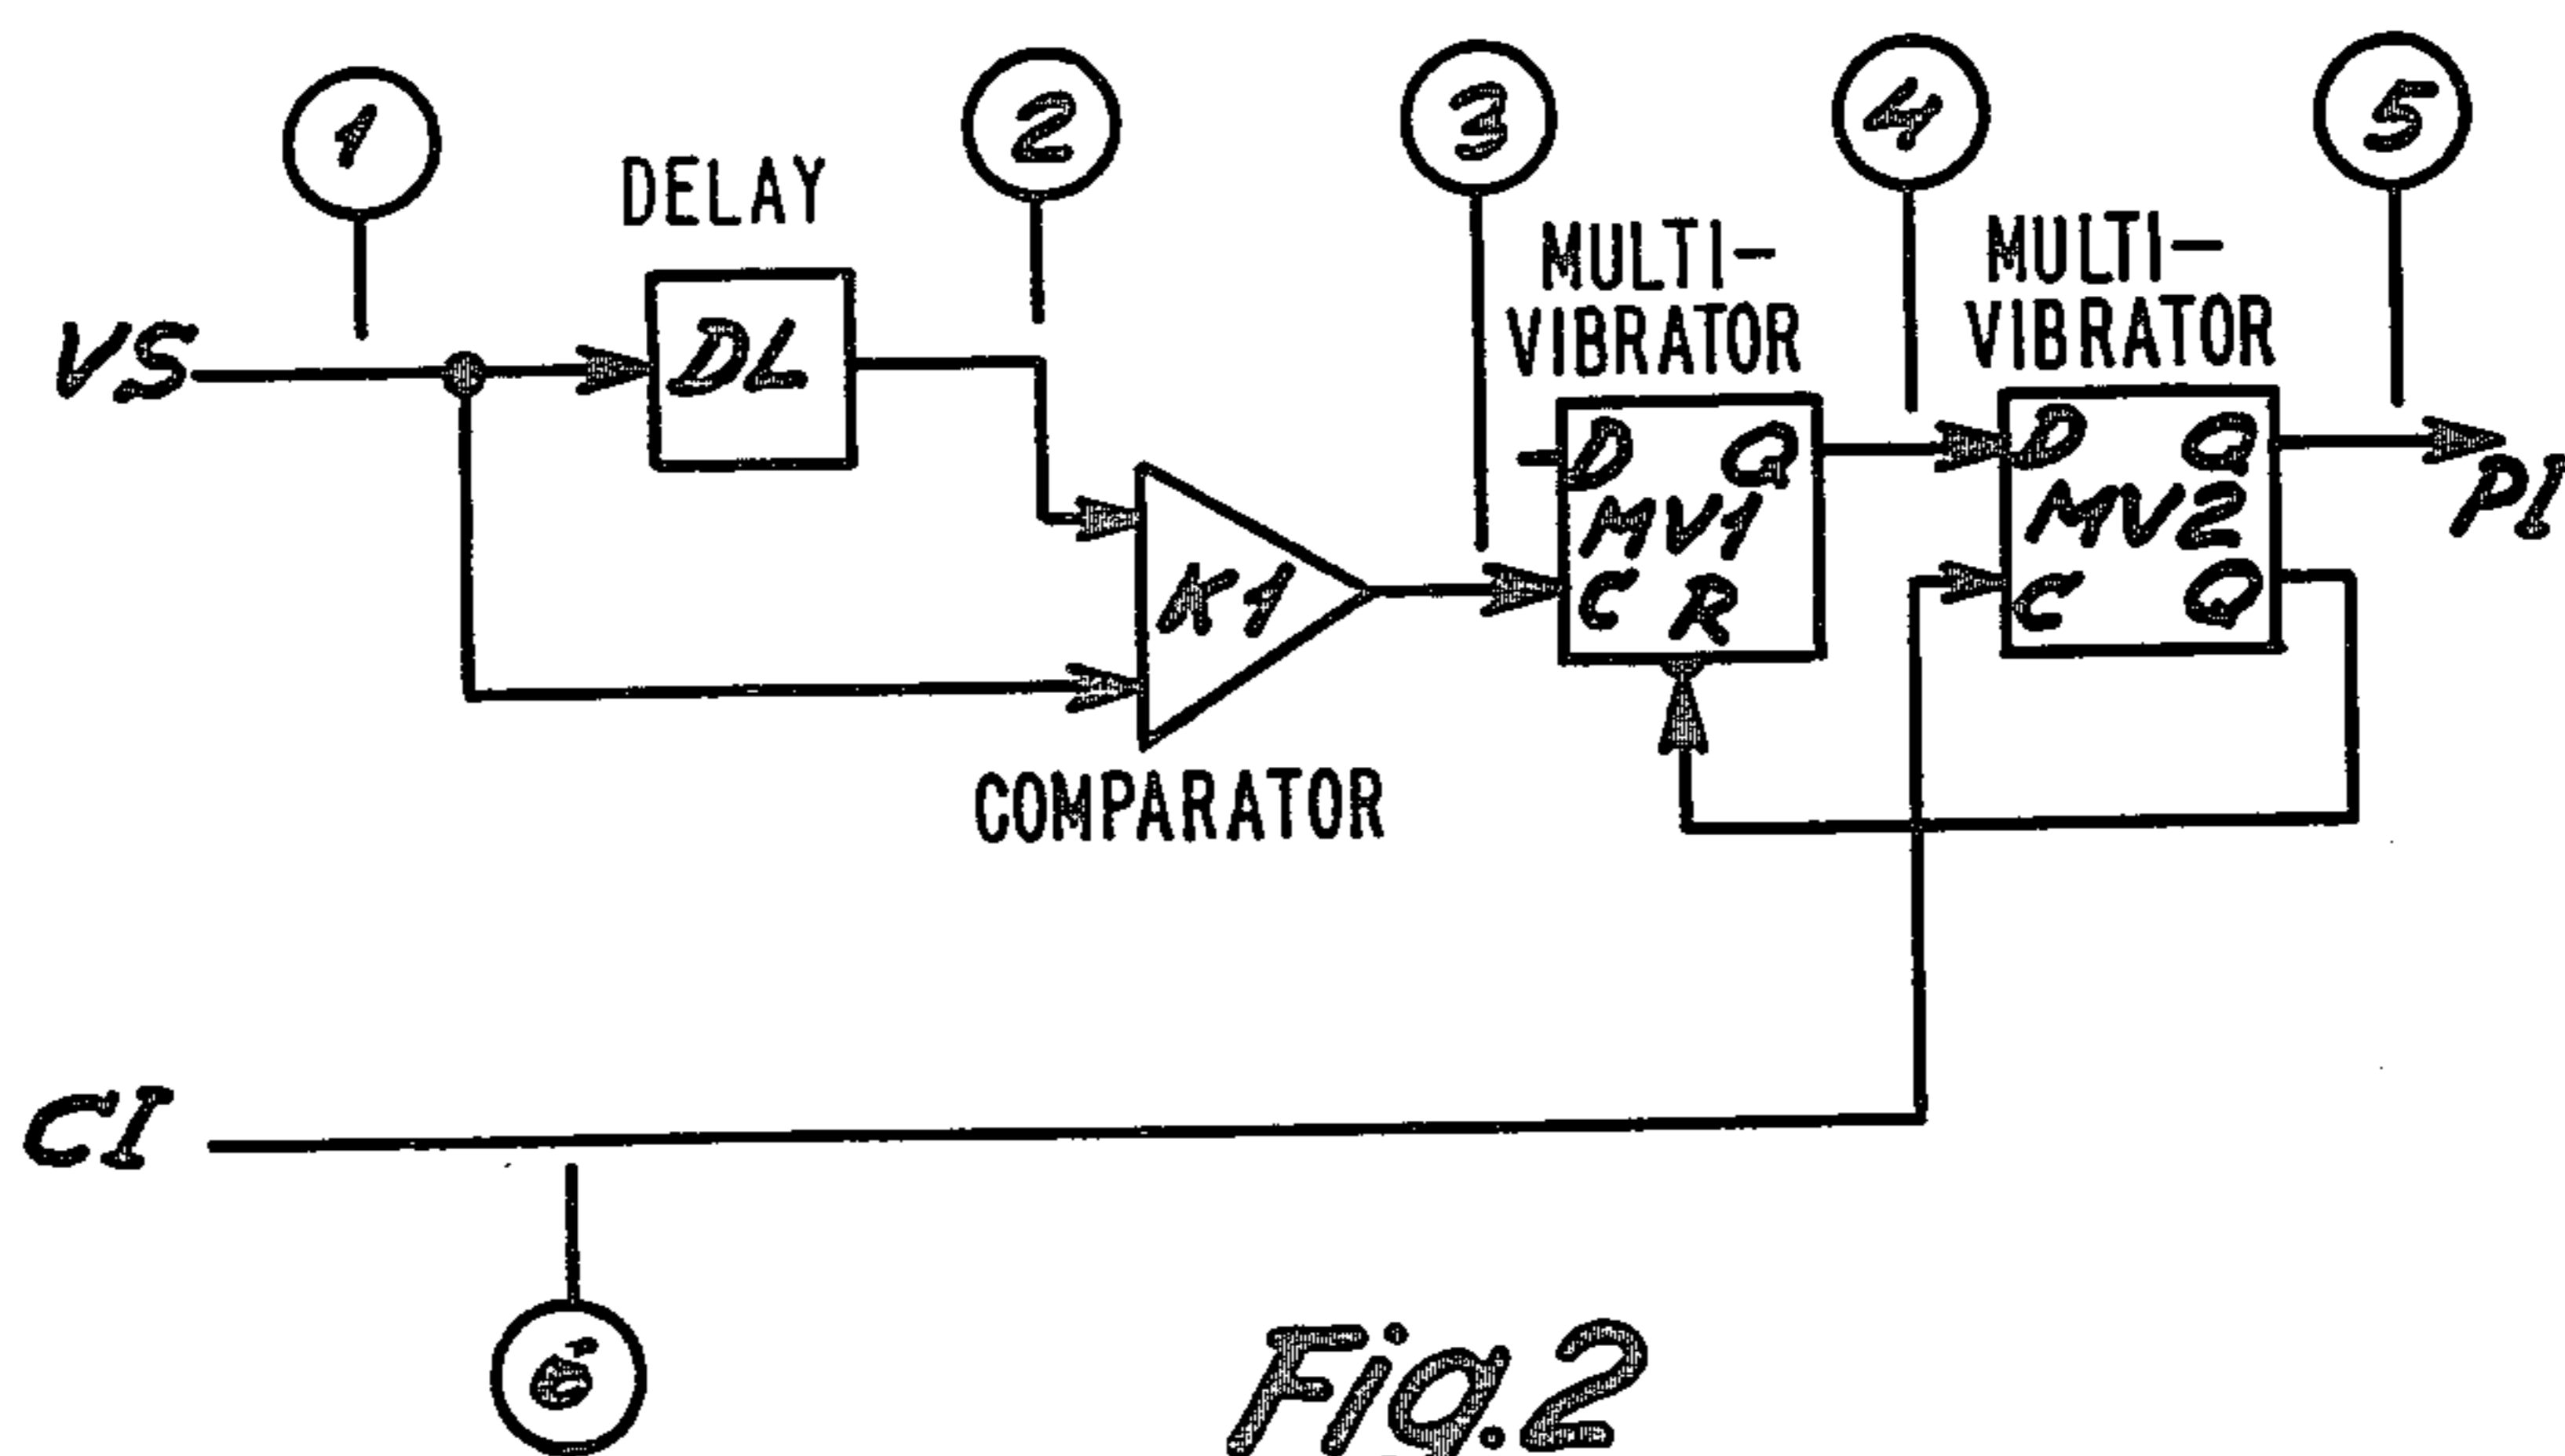 1
2
3
4
5
DELAY
MULTI-
VIBRATOR
MULTI-
VIBRATOR
VS
DL
D Q
MV1
C R
D Q
MV2
C Q
PI
K1
COMPARATOR
CI
6
Fig.2